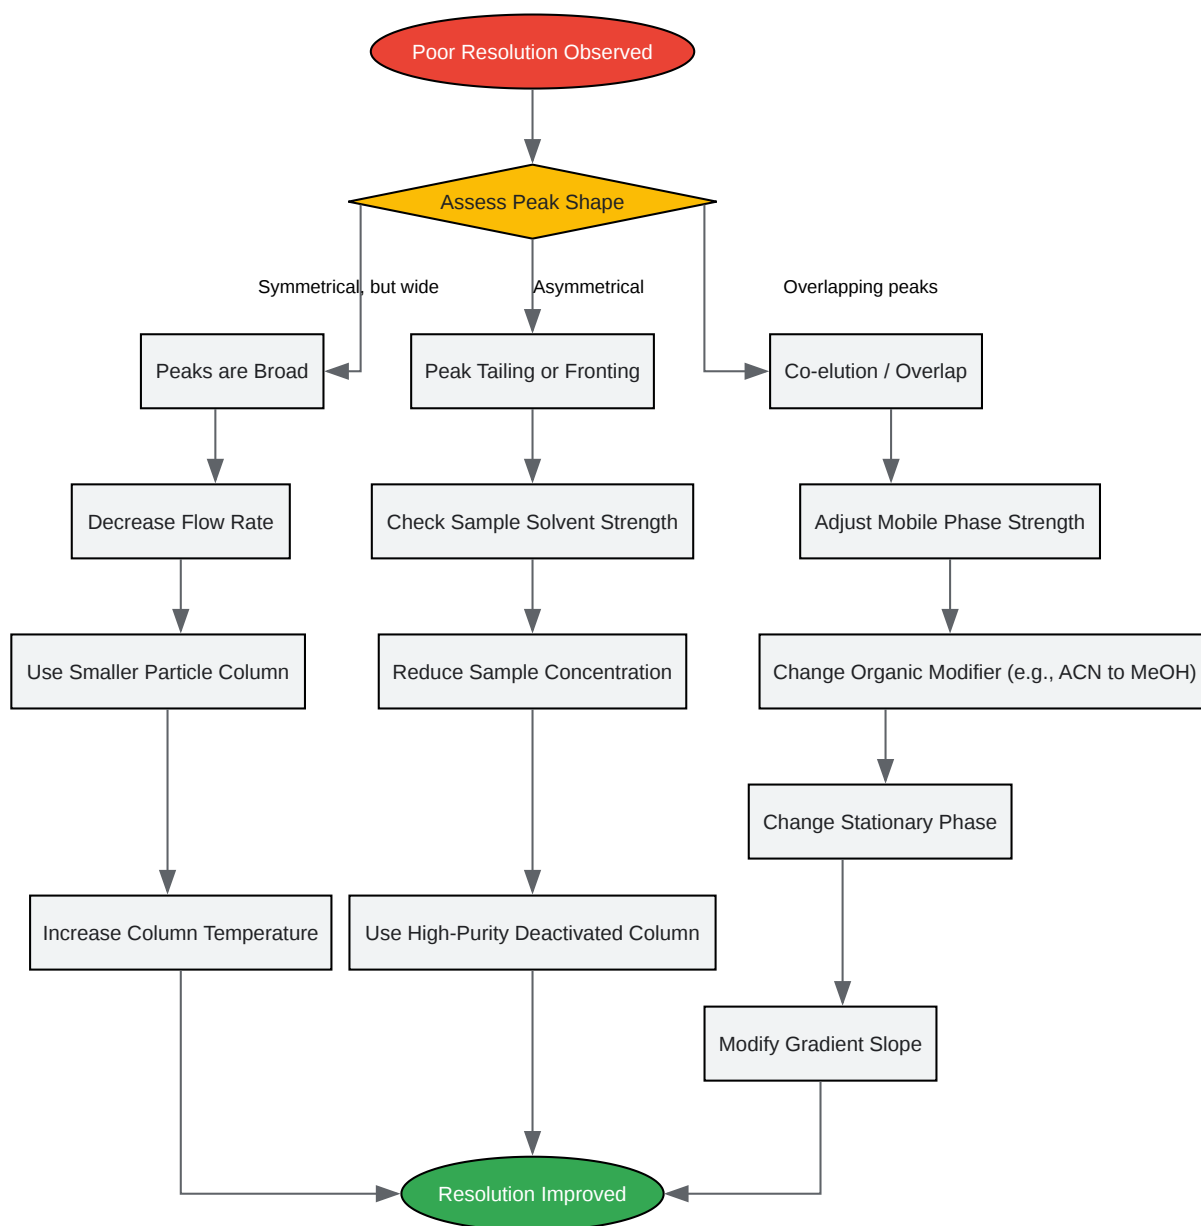 Poor Resolution Observed
Assess Peak Shape
Symmetrical, but wide
Asymmetrical
Overlapping peaks
Peaks are Broad
Peak Tailing or Fronting
Co-elution / Overlap
Decrease Flow Rate
Check Sample Solvent Strength
Adjust Mobile Phase Strength
Use Smaller Particle Column
Reduce Sample Concentration
Change Organic Modifier (e.g., ACN to MeOH)
Change Stationary Phase
Increase Column Temperature
Use High-Purity Deactivated Column
Modify Gradient Slope
Resolution Improved